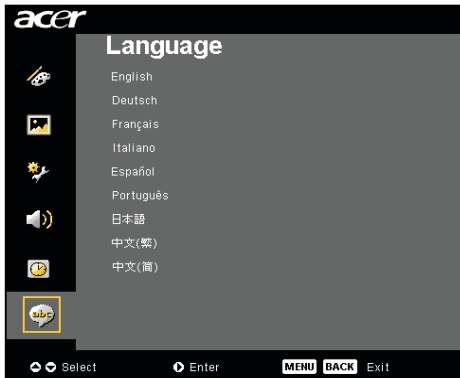 acer
Language
English
Deutsch
Français
Italiano
Español
Português
日本語
中文(繁)
中文(简)
abc
Select Enter MENU BACK Exit